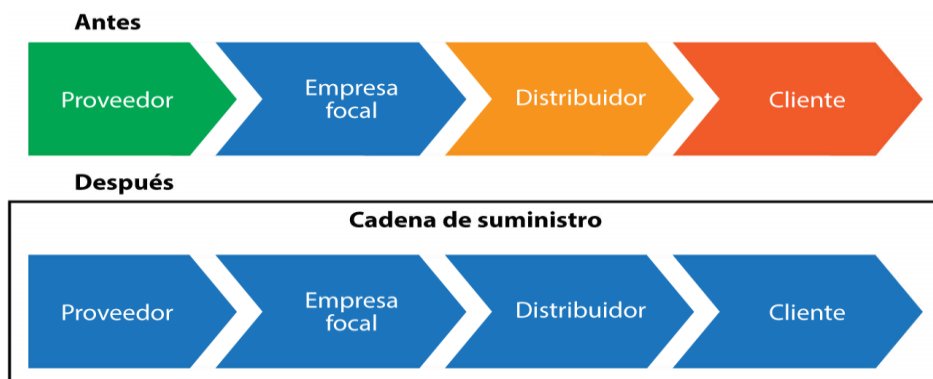 Antes
Proveedor
Empresa
focal
Distribuidor
Cliente
Después
Cadena de suministro
Proveedor
Empresa
focal
Distribuidor
Cliente